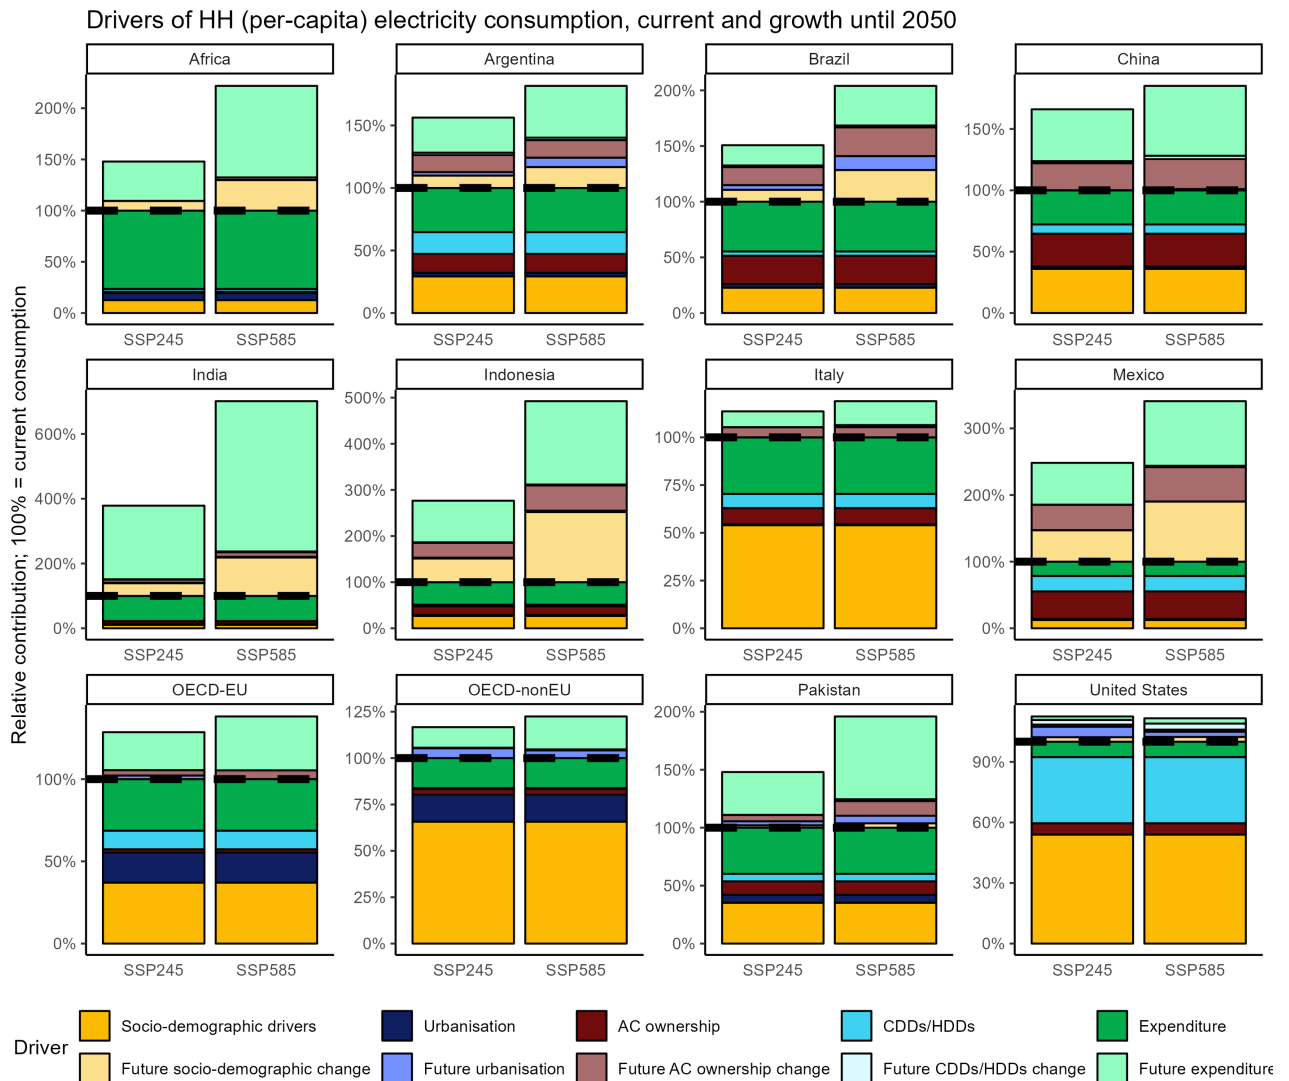 Drivers of HH (per-capita) electricity consumption, current and growth until 2050
Relative contribution; 100% = current consumption
Africa
200%
150%
100%
50%
0%
SSP245 SSP585
Argentina
150%
100%
50%
0%
SSP245 SSP585
Brazil
200%
150%
100%
50%
0%
SSP245 SSP585
China
150%
100%
50%
0%
SSP245 SSP585
India
600%
400%
200%
0%
SSP245 SSP585
Indonesia
500%
400%
300%
200%
100%
0%
SSP245 SSP585
Italy
100%
75%
50%
25%
0%
SSP245 SSP585
Mexico
300%
200%
100%
0%
SSP245 SSP585
OECD-EU
100%
50%
0%
SSP245 SSP585
OECD-nonEU
125%
100%
75%
50%
25%
0%
SSP245 SSP585
Pakistan
200%
150%
100%
50%
0%
SSP245 SSP585
United States
90%
60%
30%
0%
SSP245 SSP585
Driver
Socio-demographic drivers Urbanisation AC ownership CDDs/HDDs Expenditure
Future socio-demographic change Future urbanisation Future AC ownership change Future CDDs/HDDs change Future expenditure